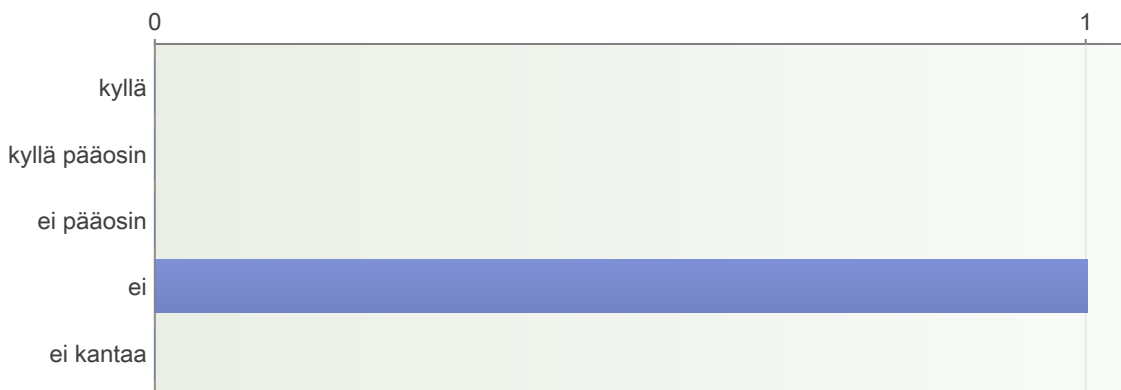 0 1
kyllä
kyllä pääosin
ei pääosin
ei
ei kantaa